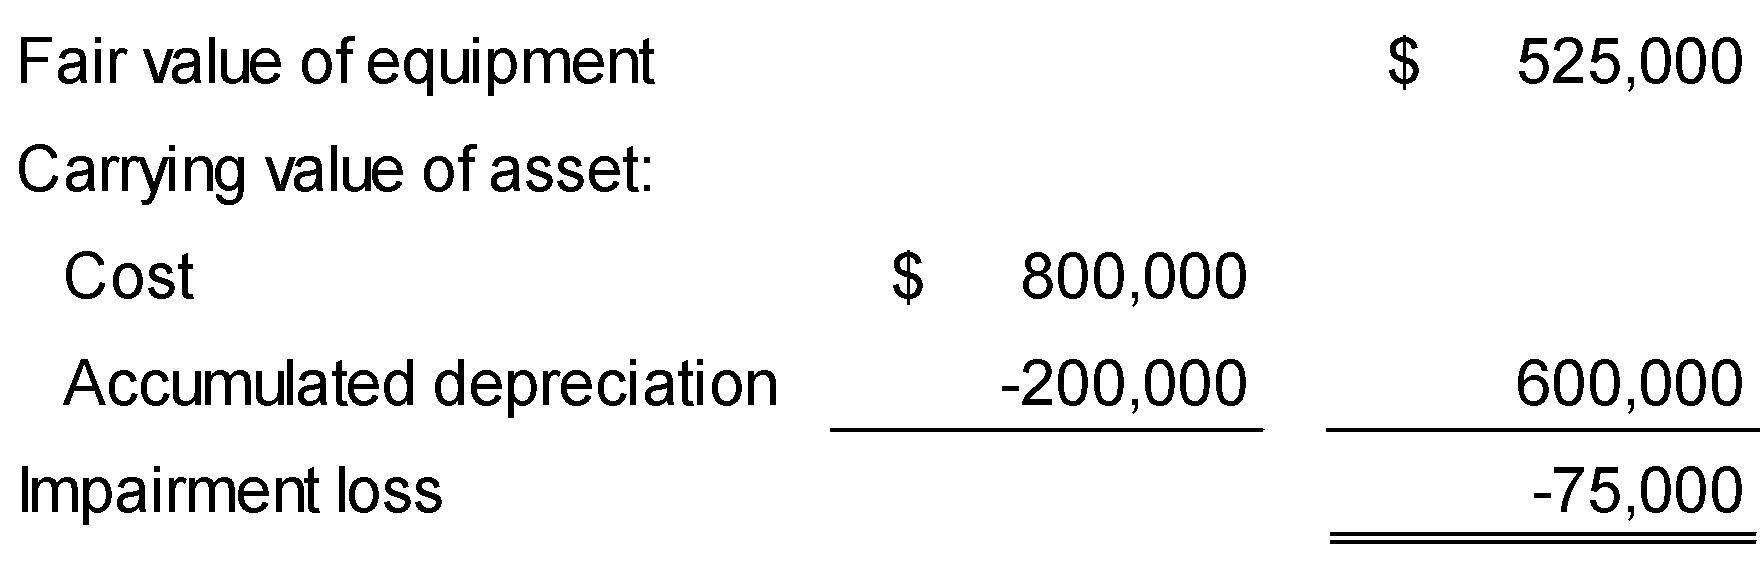 Fair value of equipment $ 525,000
Carrying value of asset:
Cost $ 800,000
Accumulated depreciation -200,000 600,000
Impairment loss -75,000